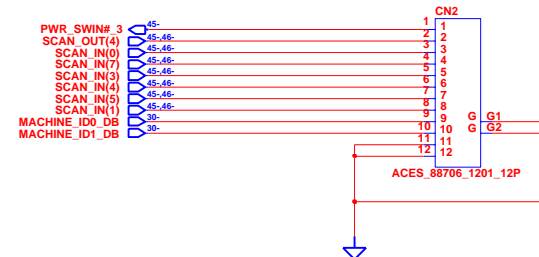 CN2
PWR_SWIN#_3 45- 1 1
SCAN_OUT(4) 45-,46- 2 2
SCAN_IN(0) 45-,46- 3 3
SCAN_IN(7) 45-,46- 4 4
SCAN_IN(3) 45-,46- 5 5
SCAN_IN(4) 45-,46- 6 6
SCAN_IN(5) 45-,46- 7 7
SCAN_IN(1) 45-,46- 8 8
MACHINE_ID0_DB 30- 9 9 G G1
MACHINE_ID1_DB 30- 10 10 G G2
11 11
12 12
ACES_88706_1201_12P